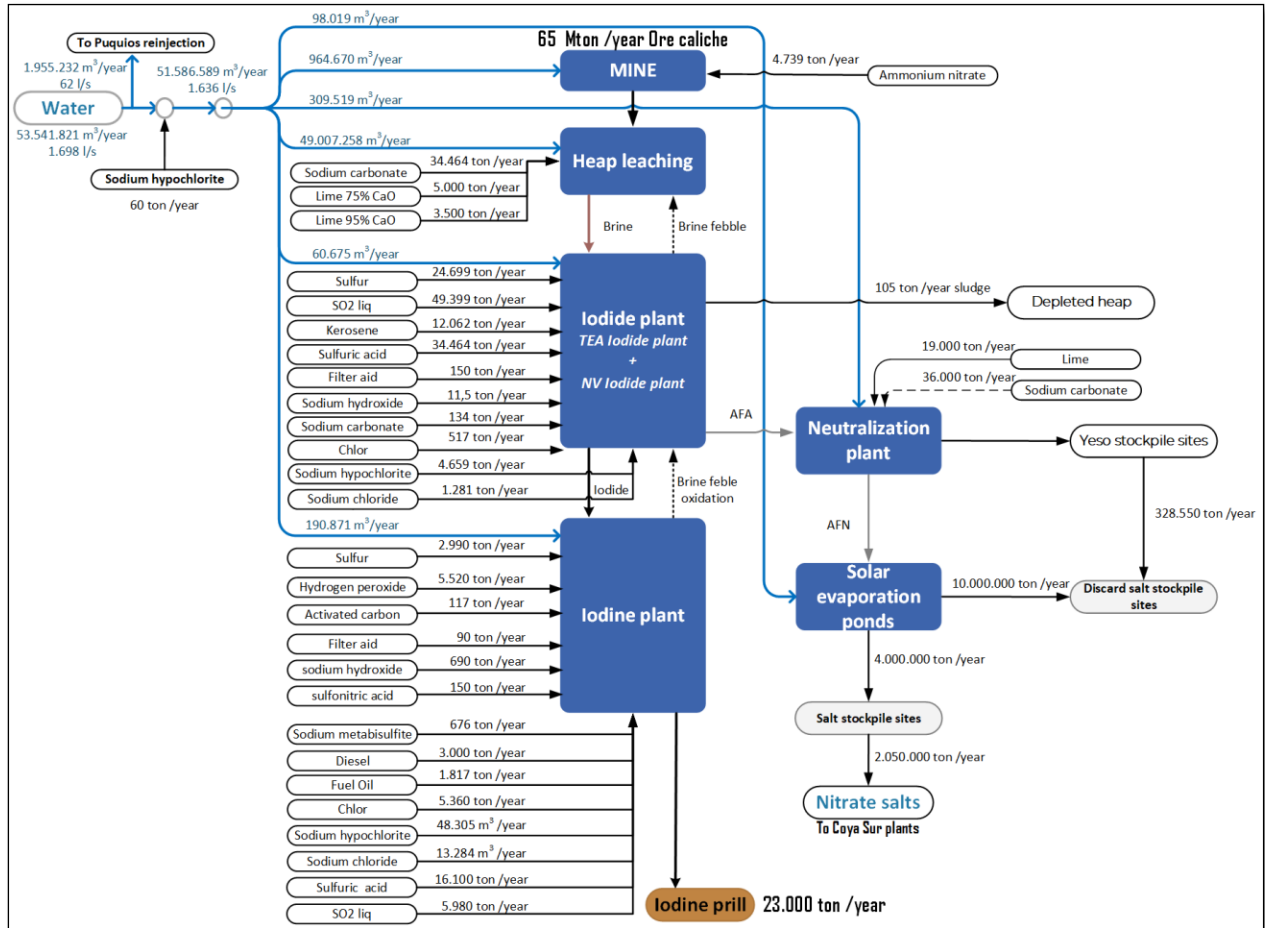 98.019 m³/year
65 Mton /year Ore caliche
To Puquios reinjection
1.955.232 m³/year
62 l/s
51.586.589 m³/year
1.636 l/s
964.670 m³/year
MINE
4.739 ton /year
Ammonium nitrate
Water
309.519 m³/year
53.541.821 m³/year
1.698 l/s
49.007.258 m³/year
Heap leaching
Sodium hypochlorite
60 ton /year
Sodium carbonate
34.464 ton /year
Lime 75% CaO
5.000 ton /year
Lime 95% CaO
3.500 ton /year
Brine
Brine febble
60.675 m³/year
Sulfur
24.699 ton /year
SO2 liq
49.399 ton /year
Kerosene
12.062 ton /year
Sulfuric acid
34.464 ton /year
Filter aid
150 ton /year
Sodium hydroxide
11,5 ton /year
Sodium carbonate
134 ton /year
Chlor
517 ton /year
Sodium hypochlorite
4.659 ton /year
Sodium chloride
1.281 ton /year
Iodide plant
TEA Iodide plant
+
NV Iodide plant
105 ton /year sludge
Depleted heap
19.000 ton /year
Lime
36.000 ton /year
Sodium carbonate
AFA
Neutralization
plant
Yeso stockpile sites
Iodide
Brine feble
oxidation
AFN
328.550 ton /year
190.871 m³/year
Sulfur
2.990 ton /year
Hydrogen peroxide
5.520 ton /year
Activated carbon
117 ton /year
Filter aid
90 ton /year
sodium hydroxide
690 ton /year
sulfonitric acid
150 ton /year
Iodine plant
Solar
evaporation
ponds
10.000.000 ton /year
Discard salt stockpile
sites
4.000.000 ton /year
Salt stockpile sites
2.050.000 ton /year
Nitrate salts
To Coya Sur plants
Sodium metabisulfite
676 ton /year
Diesel
3.000 ton /year
Fuel Oil
1.817 ton /year
Chlor
5.360 ton /year
Sodium hypochlorite
48.305 m³ /year
Sodium chloride
13.284 m³ /year
Sulfuric acid
16.100 ton /year
SO2 liq
5.980 ton /year
Iodine prill
23.000 ton /year